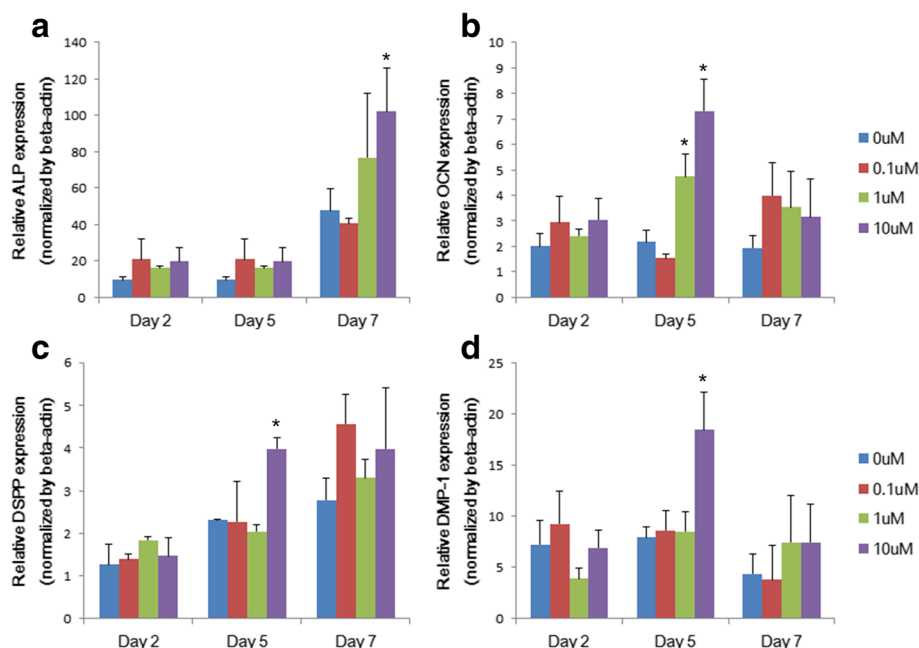 a
Relative ALP expression
(normalized by beta-adin)
140
120
100
80
60
40
20
0
*
Day 2
Day 5
Day 7
b
Relative OCN expression
(normalized by beta-adin)
10
9
8
7
6
5
4
3
2
1
0
*
*
Day 2
Day 5
Day 7
0uM
0.1uM
1uM
10uM
c
Relative DSPP expression
(normalized by beta-adin)
6
5
4
3
2
1
0
*
Day 2
Day 5
Day 7
d
Relative DMP-1 expression
(normalized by beta-adin)
25
20
15
10
5
0
*
Day 2
Day 5
Day 7
0uM
0.1uM
1uM
10uM